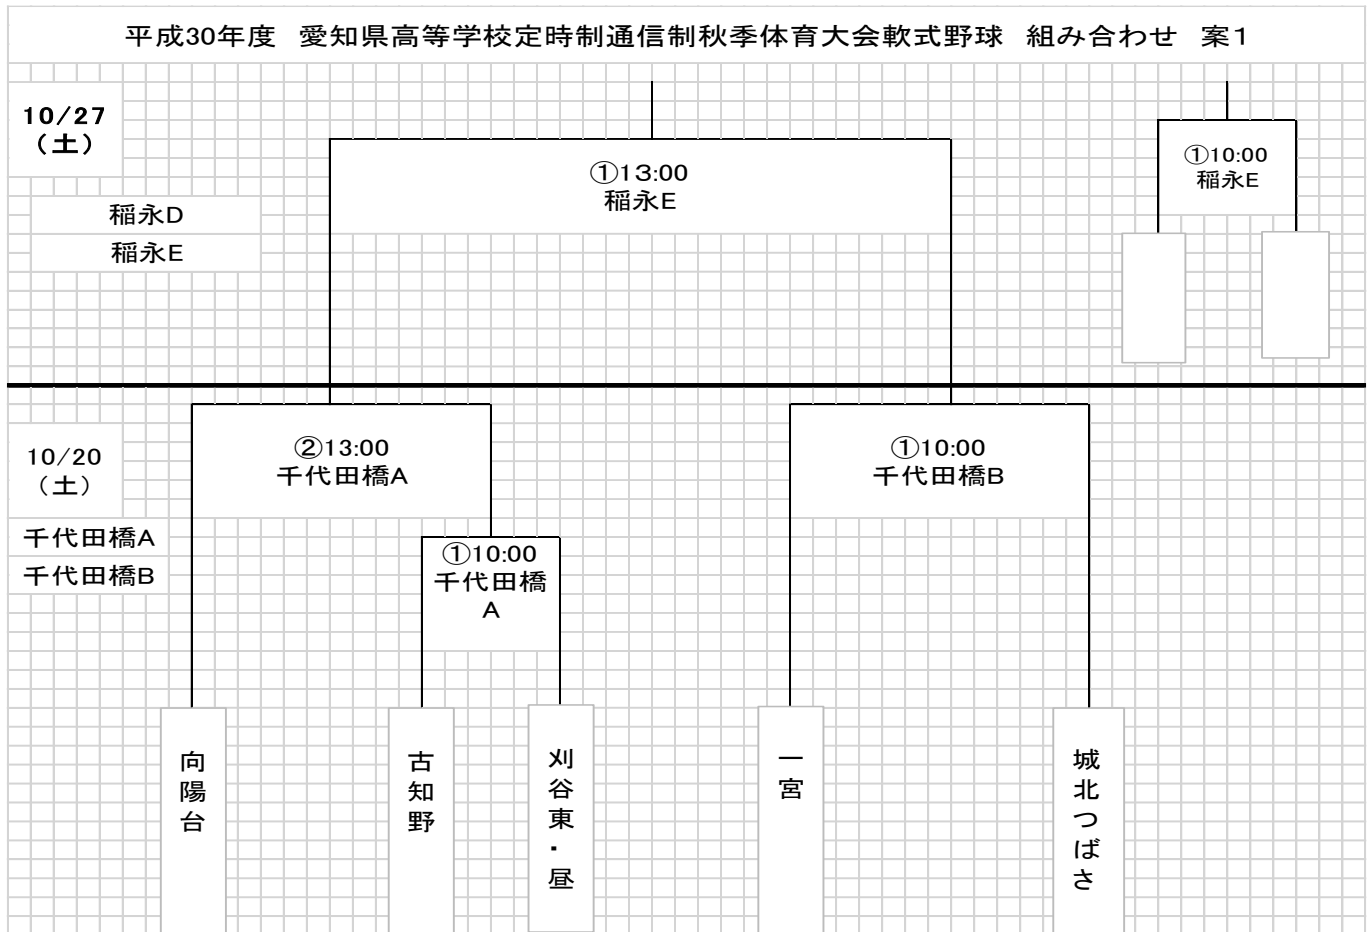 平成30年度 愛知県高等学校定時制通信制秋季体育大会軟式野球 組み合わせ 案1
10/27
（土）
①13:00
稲永E
①10:00
稲永E
稲永D
稲永E
10/20
（土）
②13:00
千代田橋A
①10:00
千代田橋B
千代田橋A
千代田橋B
①10:00
千代田橋
A
向陽台
古知野
刈谷東・昼
一宮
城北つばさ